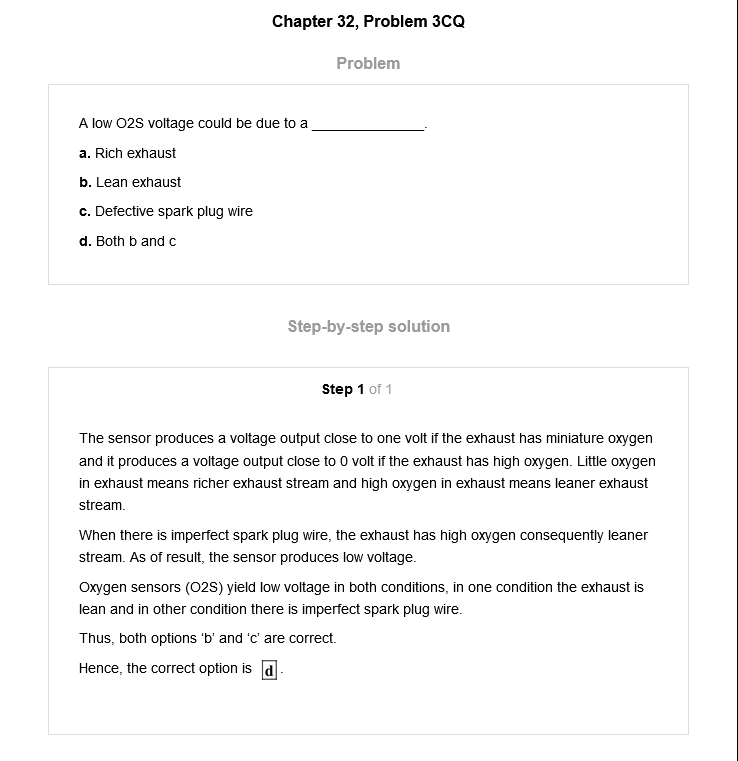 Chapter 32, Problem 3CQ
Problem
A low O2S voltage could be due to a _______________.
a. Rich exhaust
b. Lean exhaust
c. Defective spark plug wire
d. Both b and c
Step-by-step solution
Step 1 of 1
The sensor produces a voltage output close to one volt if the exhaust has miniature oxygen
and it produces a voltage output close to 0 volt if the exhaust has high oxygen. Little oxygen
in exhaust means richer exhaust stream and high oxygen in exhaust means leaner exhaust
stream.
When there is imperfect spark plug wire, the exhaust has high oxygen consequently leaner
stream. As of result, the sensor produces low voltage.
Oxygen sensors (O2S) yield low voltage in both conditions, in one condition the exhaust is
lean and in other condition there is imperfect spark plug wire.
Thus, both options ‘b’ and ‘c’ are correct.
Hence, the correct option is d.